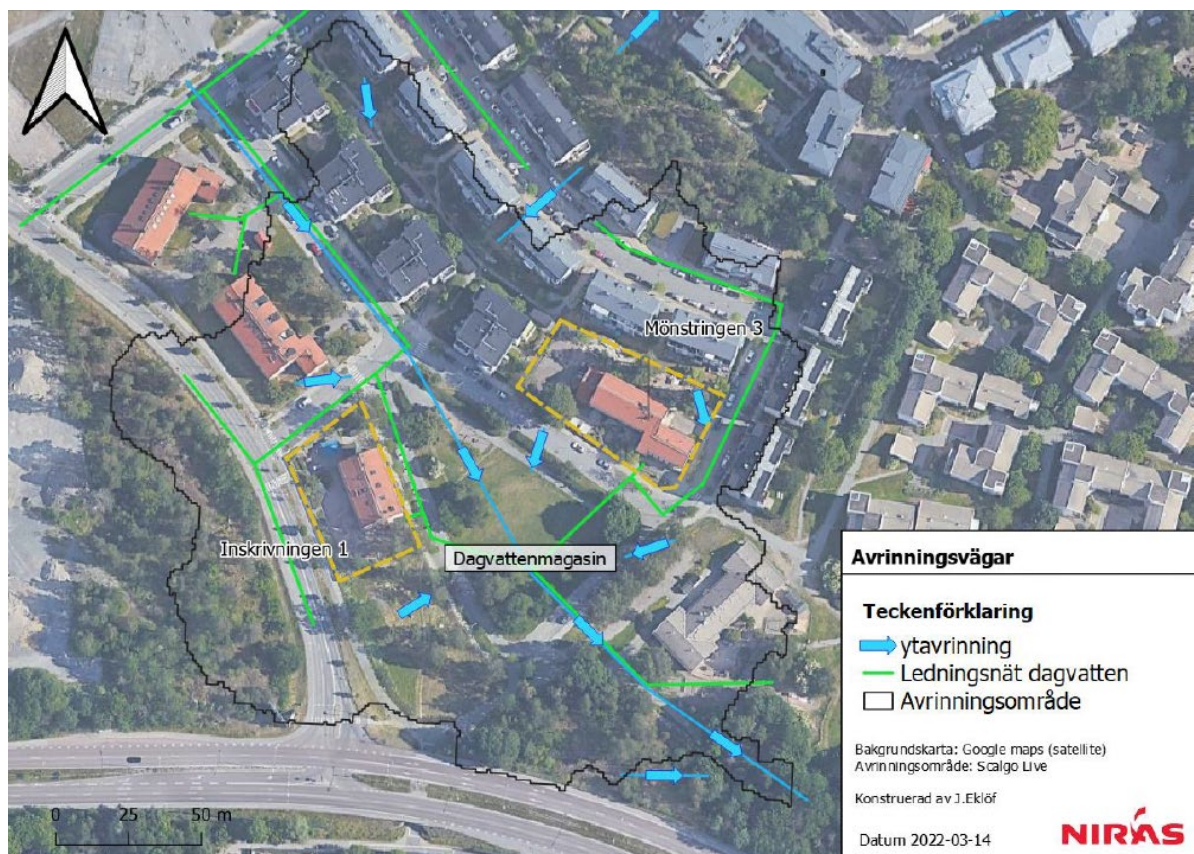 Mönstringen 3
Inskrivningen 1
Dagvattenmagasin
Avrinningsvägar
Teckenförklaring
ytavrinning
Ledningsnät dagvatten
Avrinningsområde
Bakgrundskarta: Google maps (satellite)
Avrinningsområde: Scalgo Live
Konstruerad av J.Eklöf
Datum 2022-03-14
NIRAS
0 25 50 m